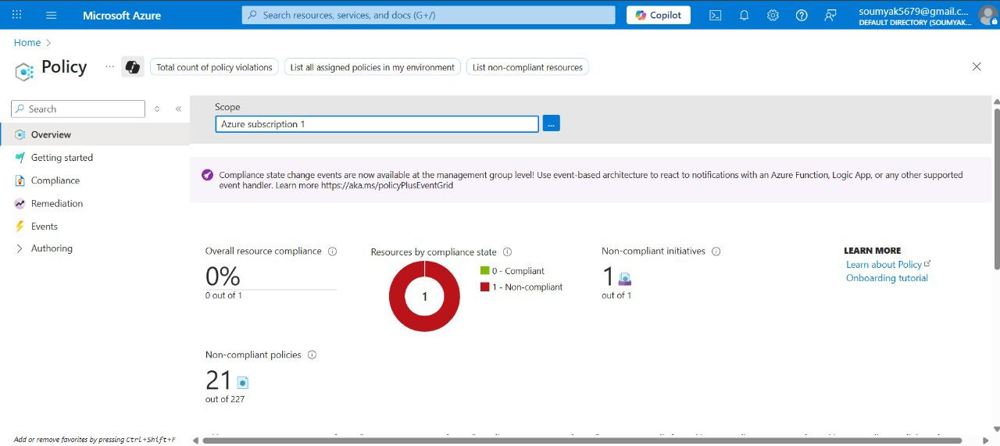 Microsoft Azure
Search resources, services, and docs (G+/)
Copilot
soumyak5679@gmail.c...
DEFAULT DIRECTORY (SOUMYAK...
Home
Policy
...
Total count of policy violations
List all assigned policies in my environment
List non-compliant resources
Search
Overview
Getting started
Compliance
Remediation
Events
Authoring
Scope
Azure subscription 1
...
Compliance state change events are now available at the management group level! Use event-based architecture to react to notifications with an Azure Function, Logic App, or any other supported
event handler. Learn more https://aka.ms/policyPlusEventGrid
Overall resource compliance
0%
0 out of 1
Resources by compliance state
1
0 - Compliant
1 - Non-compliant
Non-compliant initiatives
1
out of 1
LEARN MORE
Learn about Policy
Onboarding tutorial
Non-compliant policies
21
out of 227
Add or remove favorites by pressing Ctrl+Shift+F